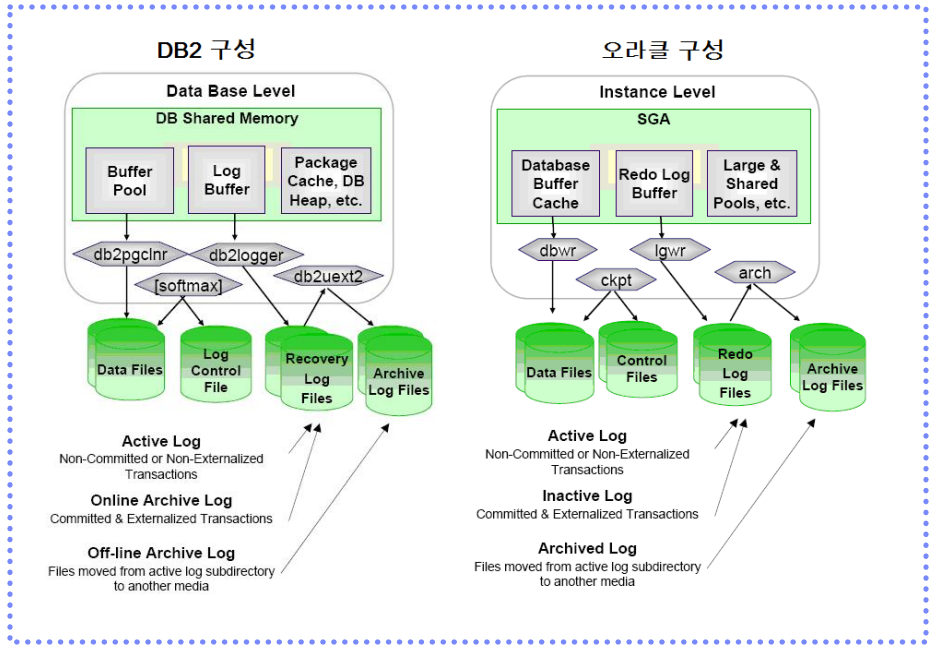 DB2 구성
Data Base Level
DB Shared Memory
Buffer
Pool
Log
Buffer
Package
Cache, DB
Heap, etc.
db2pgclnr
db2logger
db2uext2
[softmax]
Data Files
Log
Control
File
Recovery
Log
Files
Archive
Log Files
Active Log
Non-Committed or Non-Externalized
Transactions
Online Archive Log
Committed & Externalized Transactions
Off-line Archive Log
Files moved from active log subdirectory
to another media
오라클 구성
Instance Level
SGA
Database
Buffer
Cache
Redo Log
Buffer
Large &
Shared
Pools, etc.
dbwr
lgwr
ckpt
arch
Data Files
Control
Files
Redo
Log
Files
Archive
Log Files
Active Log
Non-Committed or Non-Externalized
Transactions
Inactive Log
Committed & Externalized Transactions
Archived Log
Files moved from active log subdirectory
to another media